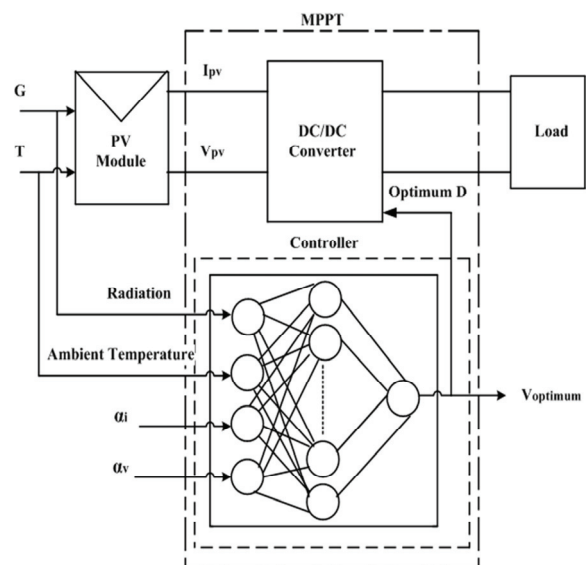 MPPT
Ipv
G
PV
Module
DC/DC
Converter
Load
T
Vpv
Optimum D
Controller
Radiation
Ambient Temperature
αi
αv
Voptimum